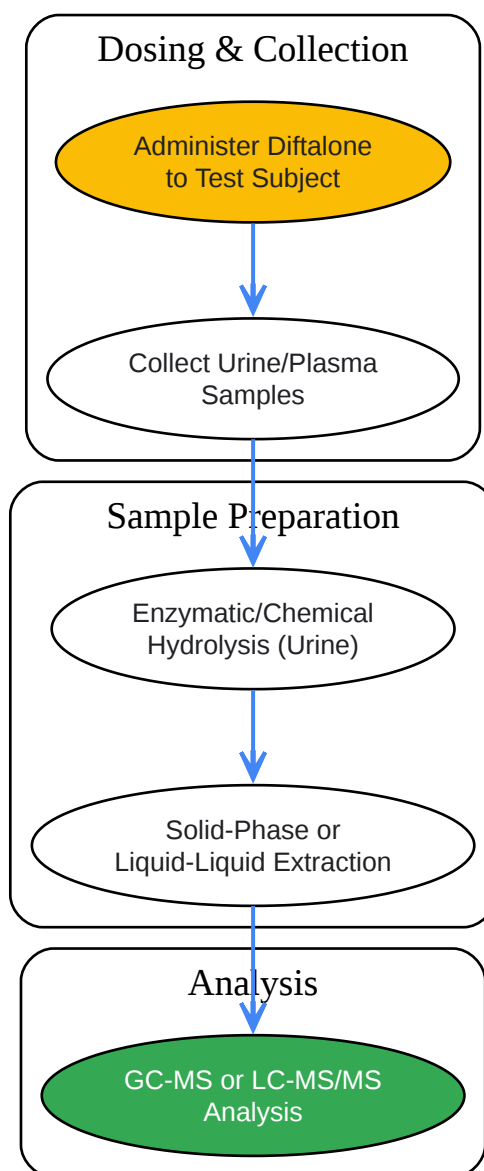 Dosing & Collection
Administer Diftalone
to Test Subject
Collect Urine/Plasma
Samples
Sample Preparation
Enzymatic/Chemical
Hydrolysis (Urine)
Solid-Phase or
Liquid-Liquid Extraction
Analysis
GC-MS or LC-MS/MS
Analysis